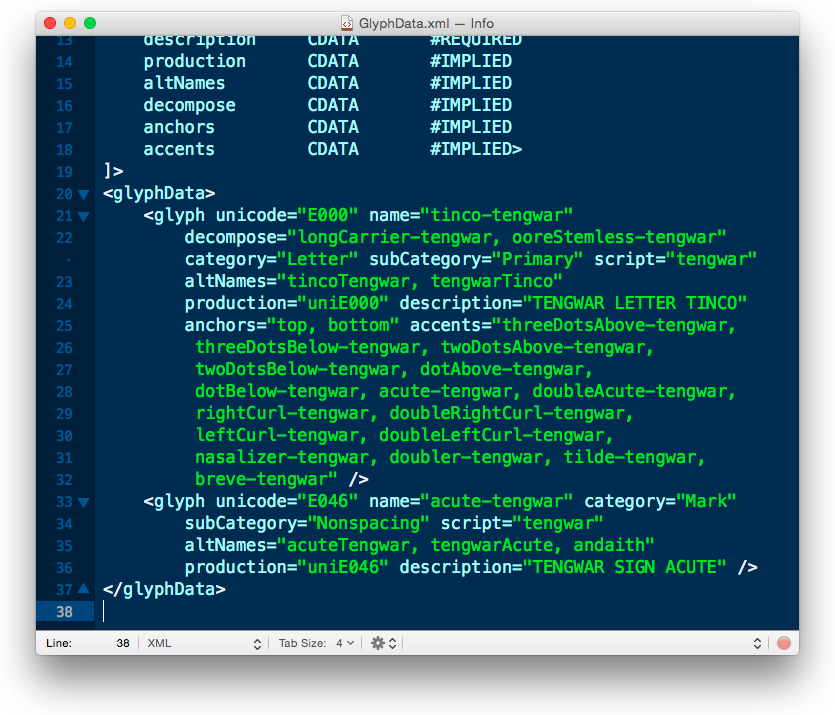 GlyphData.xml — Info
13 description CDATA #REQUIRED
14 production CDATA #IMPLIED
15 altNames CDATA #IMPLIED
16 decompose CDATA #IMPLIED
17 anchors CDATA #IMPLIED
18 accents CDATA #IMPLIED>
19 ]>
20 <glyphData>
21 <glyph unicode="E000" name="tinco-tengwar"
22 decompose="longCarrier-tengwar, ooreStemless-tengwar"
· category="Letter" subCategory="Primary" script="tengwar"
23 altNames="tincoTengwar, tengwarTinco"
24 production="uniE000" description="TENGWAR LETTER TINCO"
25 anchors="top, bottom" accents="threeDotsAbove-tengwar,
26 threeDotsBelow-tengwar, twoDotsAbove-tengwar,
27 twoDotsBelow-tengwar, dotAbove-tengwar,
28 dotBelow-tengwar, acute-tengwar, doubleAcute-tengwar,
29 rightCurl-tengwar, doubleRightCurl-tengwar,
30 leftCurl-tengwar, doubleLeftCurl-tengwar,
31 nasalizer-tengwar, doubler-tengwar, tilde-tengwar,
32 breve-tengwar" />
33 <glyph unicode="E046" name="acute-tengwar" category="Mark"
34 subCategory="Nonspacing" script="tengwar"
35 altNames="acuteTengwar, tengwarAcute, andaith"
36 production="uniE046" description="TENGWAR SIGN ACUTE" />
37 </glyphData>
38
Line: 38 XML Tab Size: 4